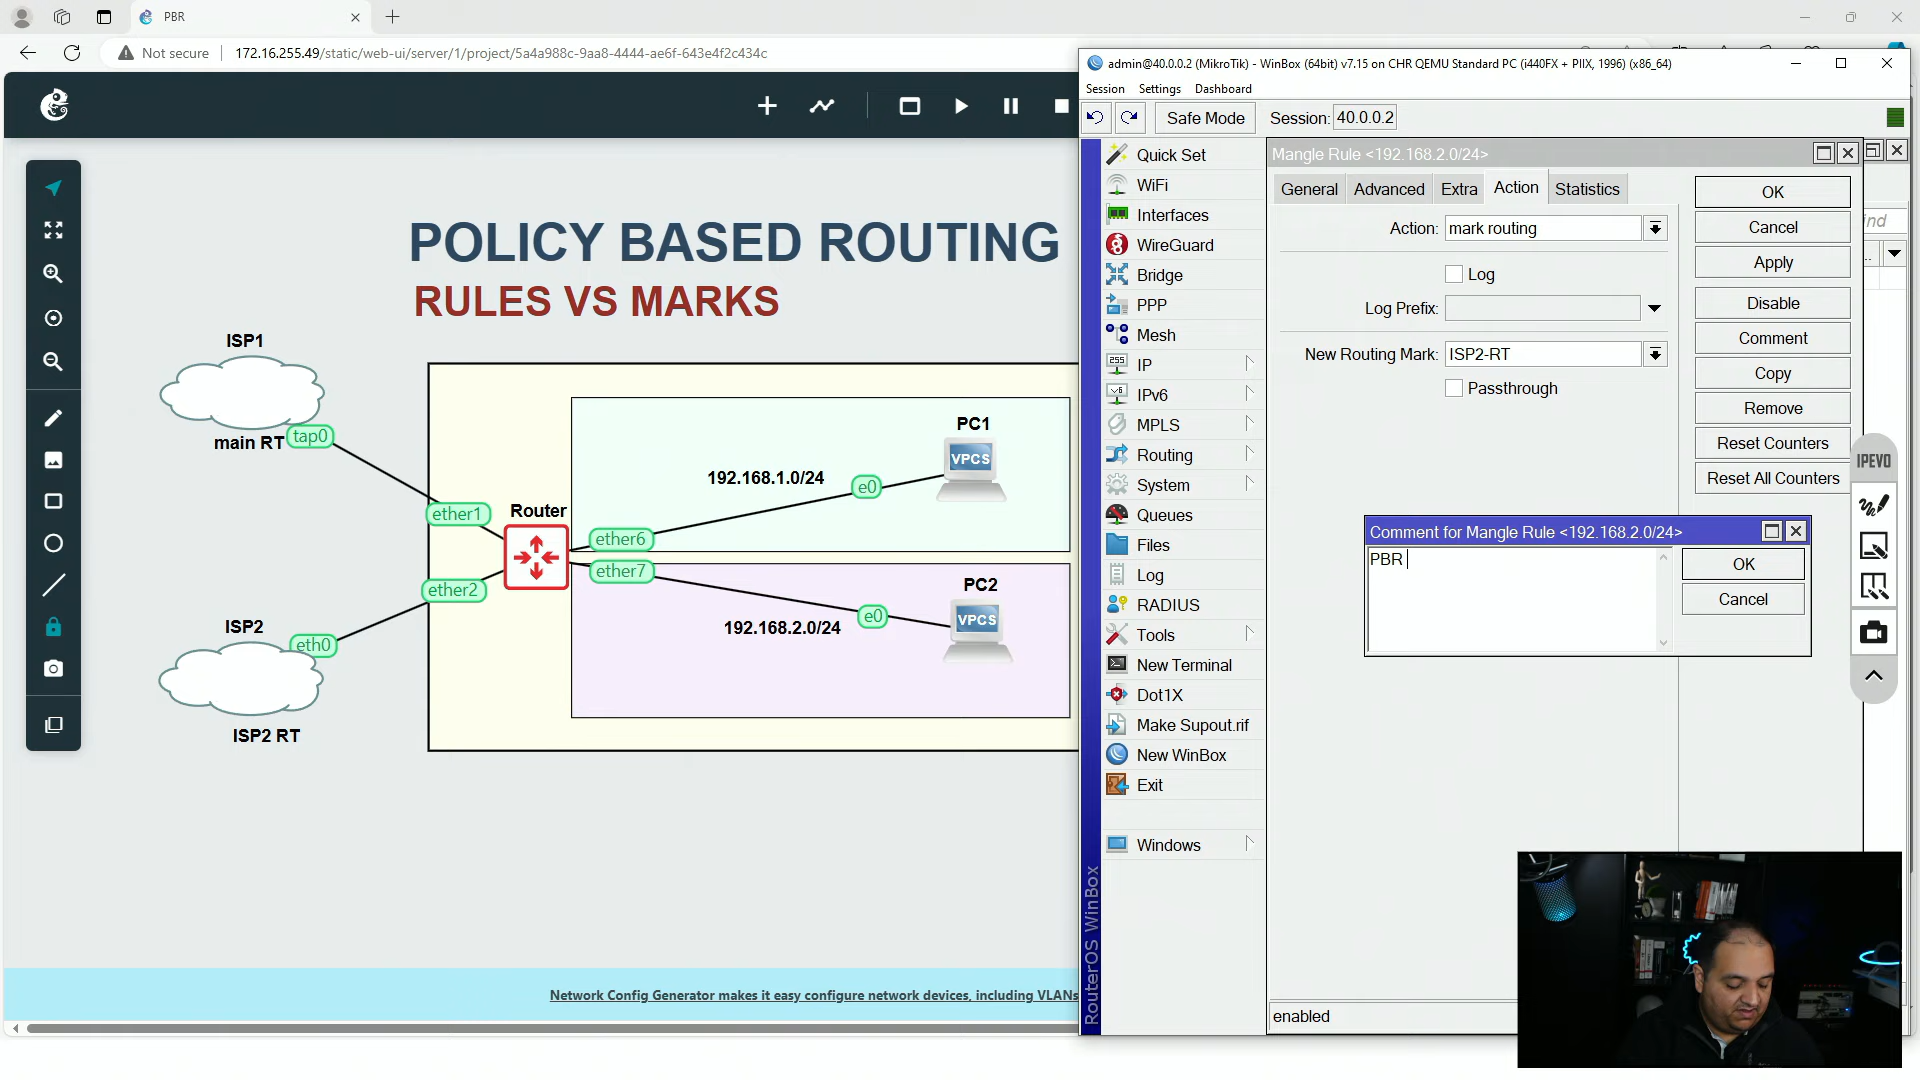 PBR
Not secure
172.16.255.49/static/web-ui/server/1/project/5a4a988c-9aa8-4444-ae6f-643e4f2c434c
POLICY BASED ROUTING
RULES VS MARKS
ISP1
main RT
tap0
ether1
Router
ether2
ISP2
eth0
ISP2 RT
PC1
VPCS
192.168.1.0/24
e0
ether6
ether7
PC2
VPCS
192.168.2.0/24
e0
Network Config Generator makes it easy configure network devices, including VLANs
admin@40.0.0.2 (MikroTik) - WinBox (64bit) v7.15 on CHR QEMU Standard PC (i440FX + PIIX, 1996) (x86_64)
Session Settings Dashboard
Safe Mode
Session: 40.0.0.2
Quick Set
WiFi
Interfaces
WireGuard
Bridge
PPP
Mesh
255
IP
v6
IPv6
MPLS
Routing
System
Queues
Files
Log
RADIUS
Tools
New Terminal
Dot1X
Make Supout.rif
New WinBox
Exit
Windows
RouterOS WinBox
Mangle Rule <192.168.2.0/24>
General Advanced Extra Action Statistics
Action: mark routing
Log
Log Prefix:
New Routing Mark: ISP2-RT
Passthrough
OK
Cancel
Apply
Disable
Comment
Copy
Remove
Reset Counters
Reset All Counters
Comment for Mangle Rule <192.168.2.0/24>
PBR
OK
Cancel
enabled
IPEVO